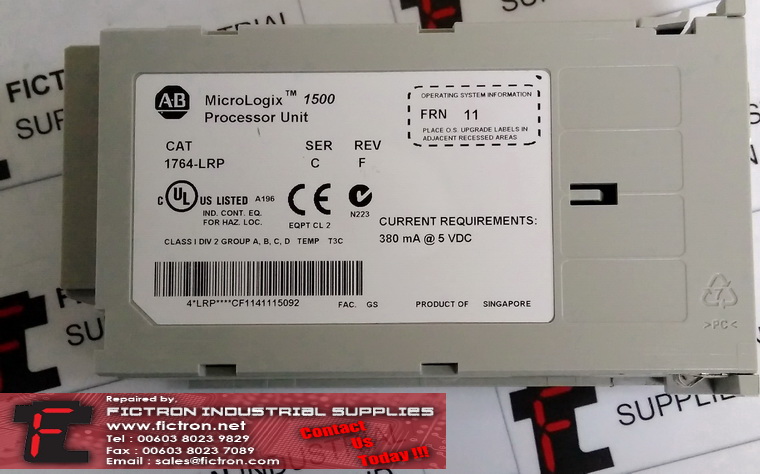 FICTR
SUP
AB
MicroLogix™ 1500
Processor Unit
OPERATING SYSTEM INFORMATION
FRN 11
PLACE O.S. UPGRADE LABELS IN
ADJACENT RECESSED AREAS
CAT SER REV
1764-LRP C F
C UL US LISTED A196
IND. CONT. EQ.
FOR HAZ. LOC.
CE
EQPT CL 2
N223
CURRENT REQUIREMENTS:
380 mA @ 5 VDC
CLASS I DIV 2 GROUP A, B, C, D TEMP T3C
4*LRP****CF1141115092
FAC. GS
PRODUCT OF SINGAPORE
>PC<
SUPPLIE
Repaired by,
FICTRON INDUSTRIAL SUPPLIES
www.fictron.net
Tel : 00603 8023 9829
Fax : 00603 8023 7089
Email : sales@fictron.com
Contact
Us
Today !!!